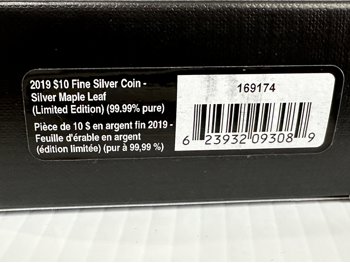 2019 $10 Fine Silver Coin -
Silver Maple Leaf
(Limited Edition) (99.99% pure)
Pièce de 10 $ en argent fin 2019 -
Feuille d'érable en argent
(édition limitée) (pur à 99,99 %)
169174
6 23932 09308 9